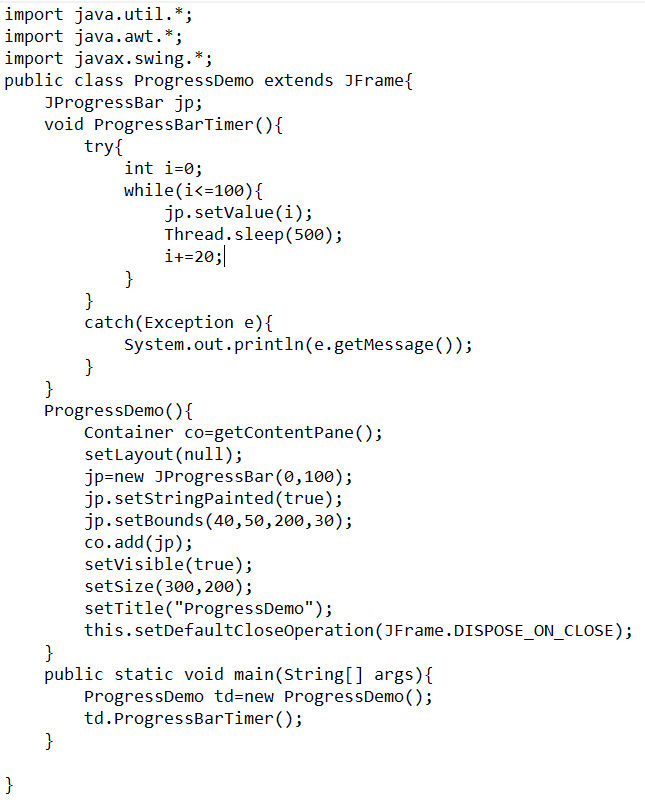 import java.util.*;
import java.awt.*;
import javax.swing.*;
public class ProgressDemo extends JFrame{
    JProgressBar jp;
    void ProgressBarTimer(){
        try{
            int i=0;
            while(i<=100){
                jp.setValue(i);
                Thread.sleep(500);
                i+=20;
            }
        }
        catch(Exception e){
            System.out.println(e.getMessage());
        }
    }
    ProgressDemo(){
        Container co=getContentPane();
        setLayout(null);
        jp=new JProgressBar(0,100);
        jp.setStringPainted(true);
        jp.setBounds(40,50,200,30);
        co.add(jp);
        setVisible(true);
        setSize(300,200);
        setTitle("ProgressDemo");
        this.setDefaultCloseOperation(JFrame.DISPOSE_ON_CLOSE);
    }
    public static void main(String[] args){
        ProgressDemo td=new ProgressDemo();
        td.ProgressBarTimer();
    }
}